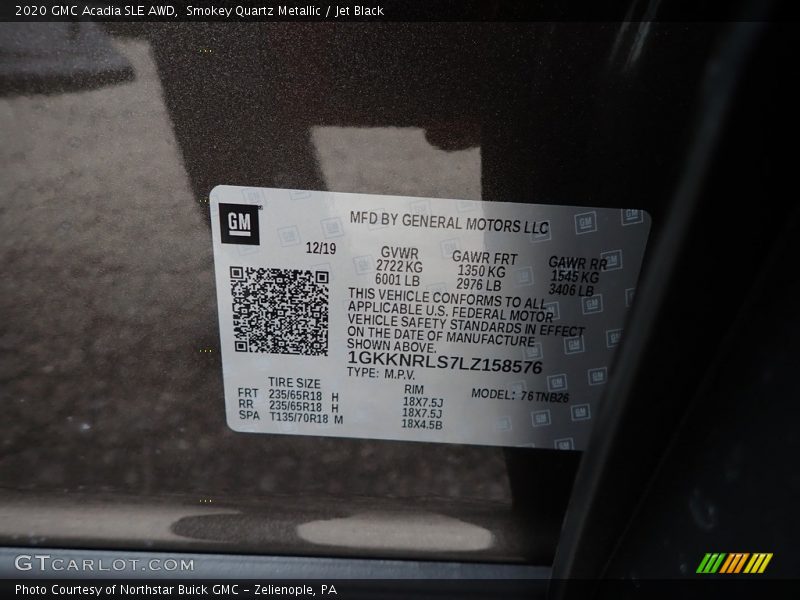 2020 GMC Acadia SLE AWD, Smokey Quartz Metallic / Jet Black
GM
MFD BY GENERAL MOTORS LLC
12/19
GVWR GAWR FRT GAWR RR
2722 KG 1350 KG 1545 KG
6001 LB 2976 LB 3406 LB
THIS VEHICLE CONFORMS TO ALL
APPLICABLE U.S. FEDERAL MOTOR
VEHICLE SAFETY STANDARDS IN EFFECT
ON THE DATE OF MANUFACTURE
SHOWN ABOVE.
1GKKNRLS7LZ158576
TYPE: M.P.V.
TIRE SIZE RIM MODEL: 76TNB26
FRT 235/65R18 H 18X7.5J
RR 235/65R18 H 18X7.5J
SPA T135/70R18 M 18X4.5B
GTCARLOT.COM
Photo Courtesy of Northstar Buick GMC - Zelienople, PA